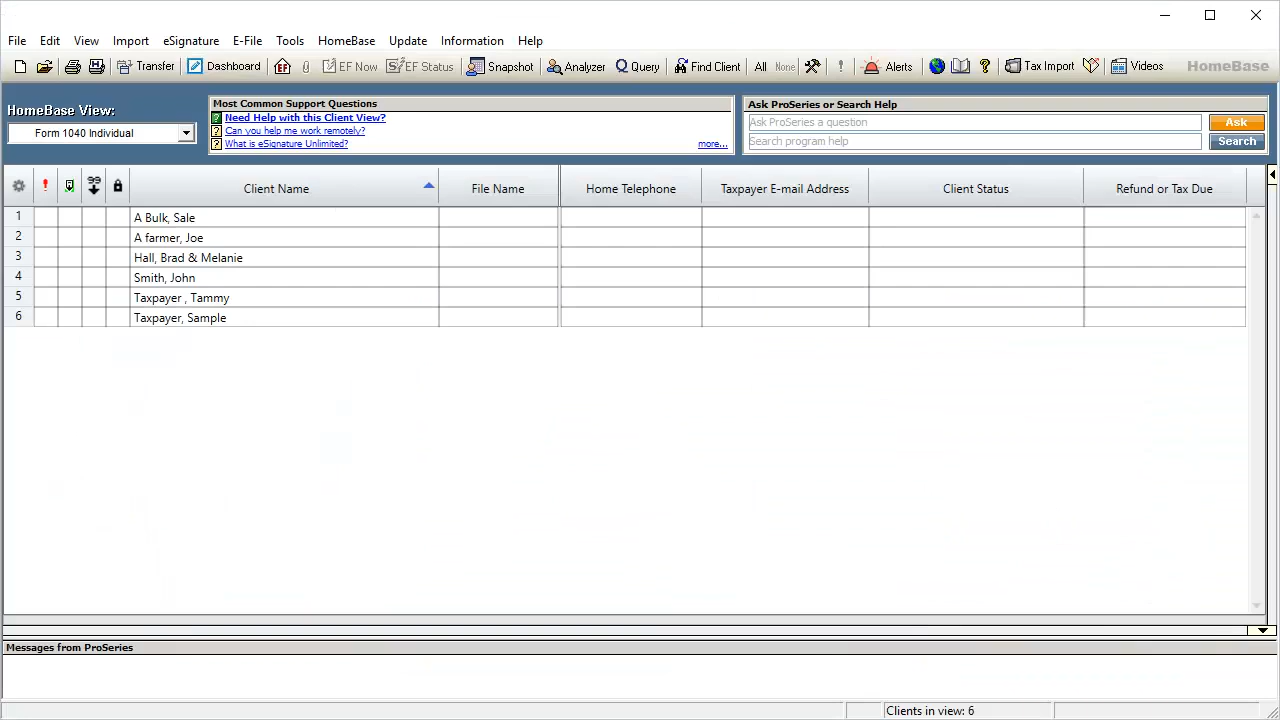 File Edit View Import eSignature E-File Tools HomeBase Update Information Help
Transfer Dashboard EF Now EF Status Snapshot Analyzer Query Find Client All None ! Alerts ? Tax Import Videos HomeBase
HomeBase View:
Form 1040 Individual
Most Common Support Questions
? Need Help with this Client View?
? Can you help me work remotely?
? What is eSignature Unlimited?
more...
Ask ProSeries or Search Help
Ask ProSeries a question Ask
Search program help Search
! 99 Client Name File Name Home Telephone Taxpayer E-mail Address Client Status Refund or Tax Due
1 A Bulk, Sale
2 A farmer, Joe
3 Hall, Brad & Melanie
4 Smith, John
5 Taxpayer , Tammy
6 Taxpayer, Sample
Messages from ProSeries
Clients in view: 6